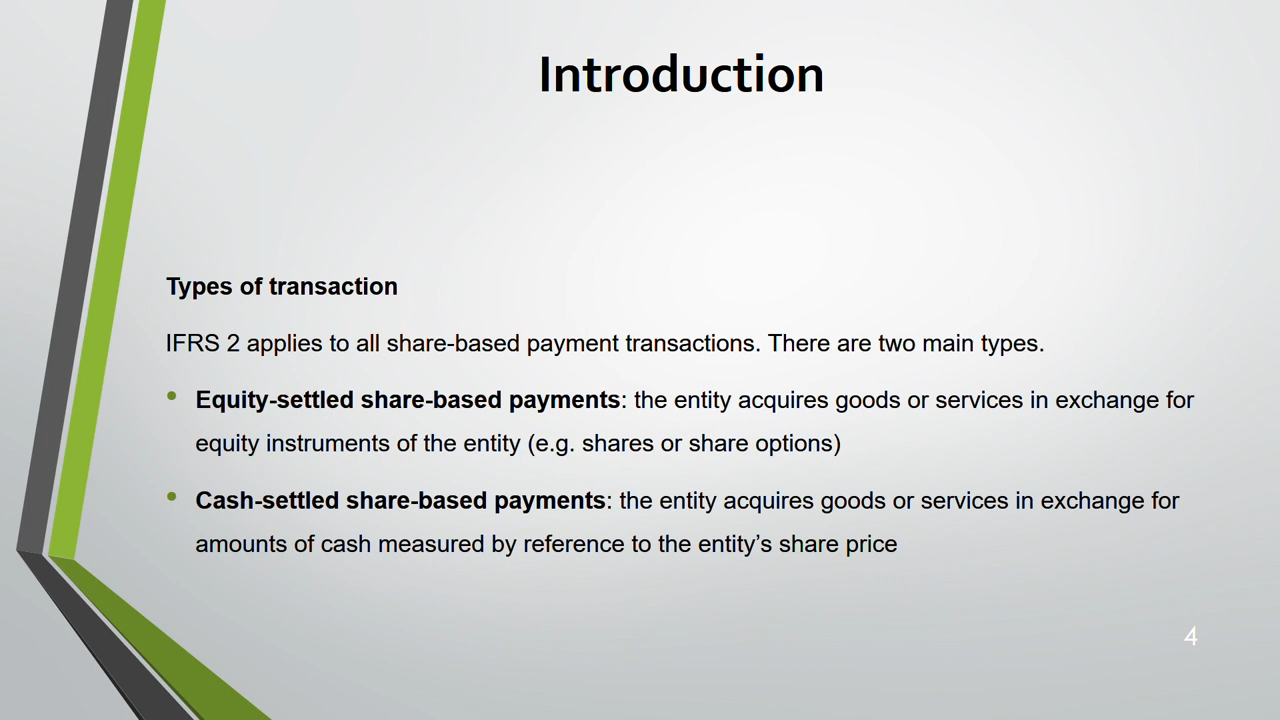 Introduction
Types of transaction
IFRS 2 applies to all share-based payment transactions. There are two main types.
• Equity-settled share-based payments: the entity acquires goods or services in exchange for
equity instruments of the entity (e.g. shares or share options)
• Cash-settled share-based payments: the entity acquires goods or services in exchange for
amounts of cash measured by reference to the entity’s share price
4